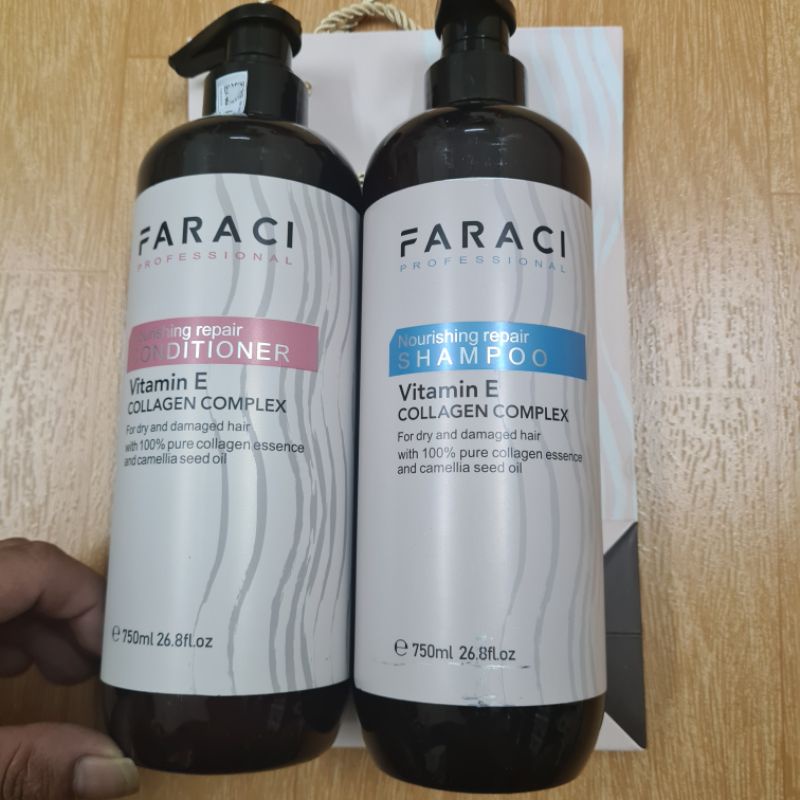 FARACI
PROFESSIONAL
Nourishing repair
CONDITIONER
Vitamin E
COLLAGEN COMPLEX
For dry and damaged hair
with 100% pure collagen essence
and camellia seed oil
℮ 750ml 26.8fl.oz
FARACI
PROFESSIONAL
Nourishing repair
SHAMPOO
Vitamin E
COLLAGEN COMPLEX
For dry and damaged hair
with 100% pure collagen essence
and camellia seed oil
℮ 750ml 26.8fl.oz